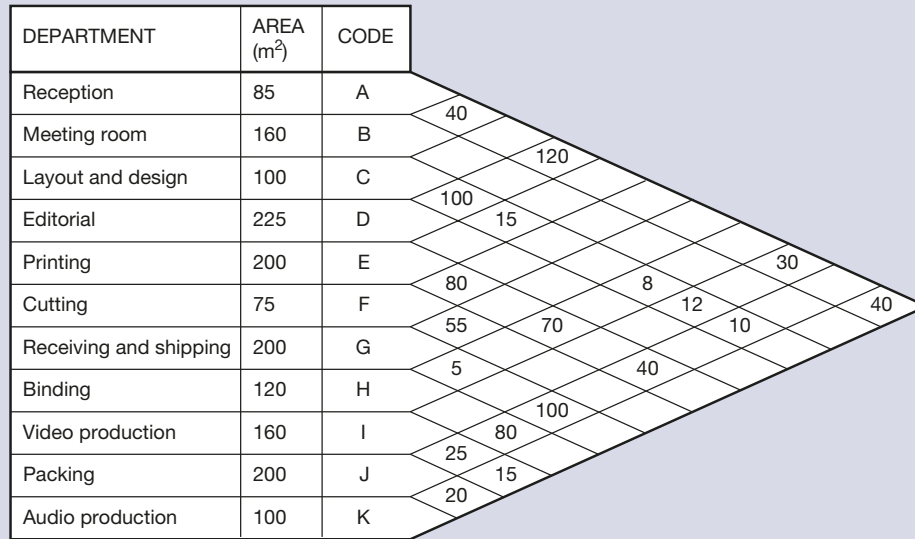 DEPARTMENT AREA (m²) CODE
Reception 85 A
40
Meeting room 160 B
120
Layout and design 100 C
100
Editorial 225 D
15
Printing 200 E
30
80 8
Cutting 75 F
12 40
55 70 10
Receiving and shipping 200 G
5 40
Binding 120 H
100
Video production 160 I
80
25
Packing 200 J
15
20
Audio production 100 K